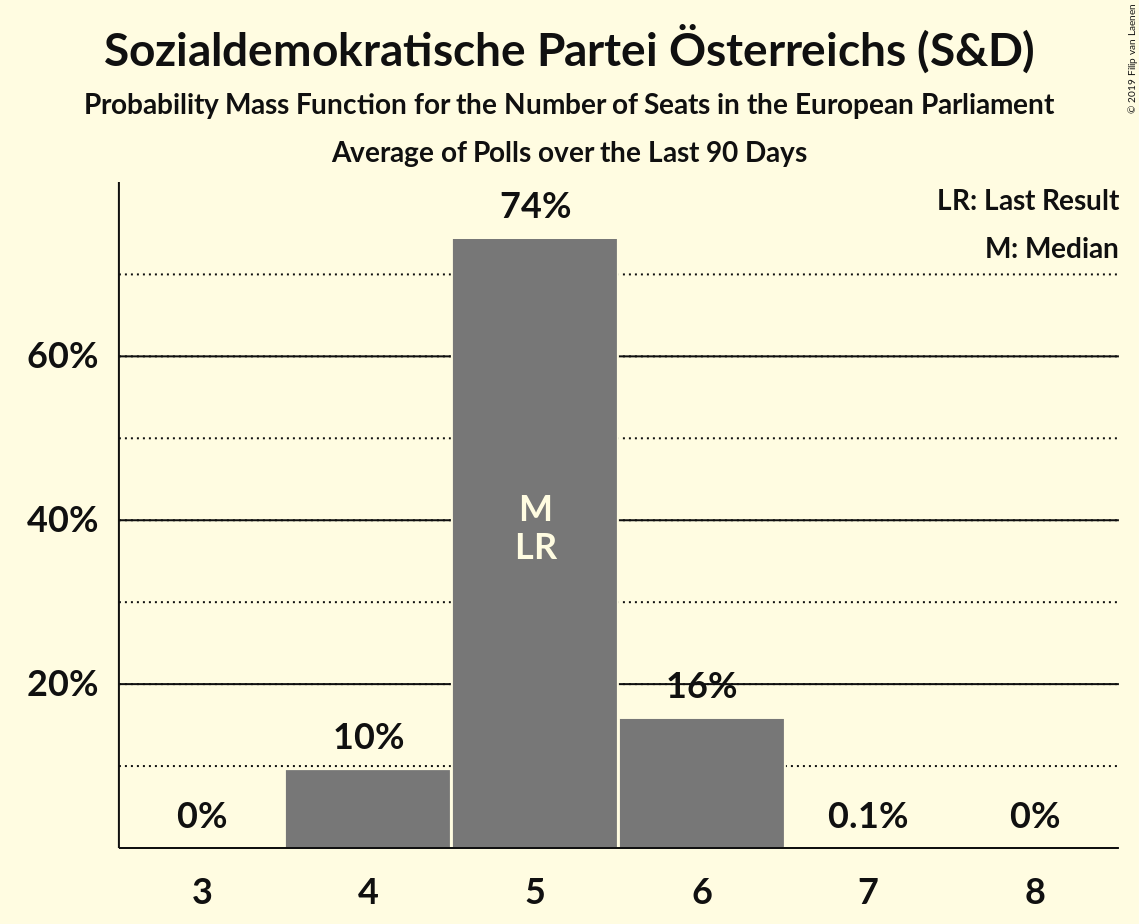 Sozialdemokratische Partei Österreichs (S&D)
Probability Mass Function for the Number of Seats in the European Parliament
Average of Polls over the Last 90 Days
© 2019 Filip van Laenen
LR: Last Result
M: Median
74%
60%
40%
20%
M
LR
16%
10%
0%
0.1%
0%
3 4 5 6 7 8